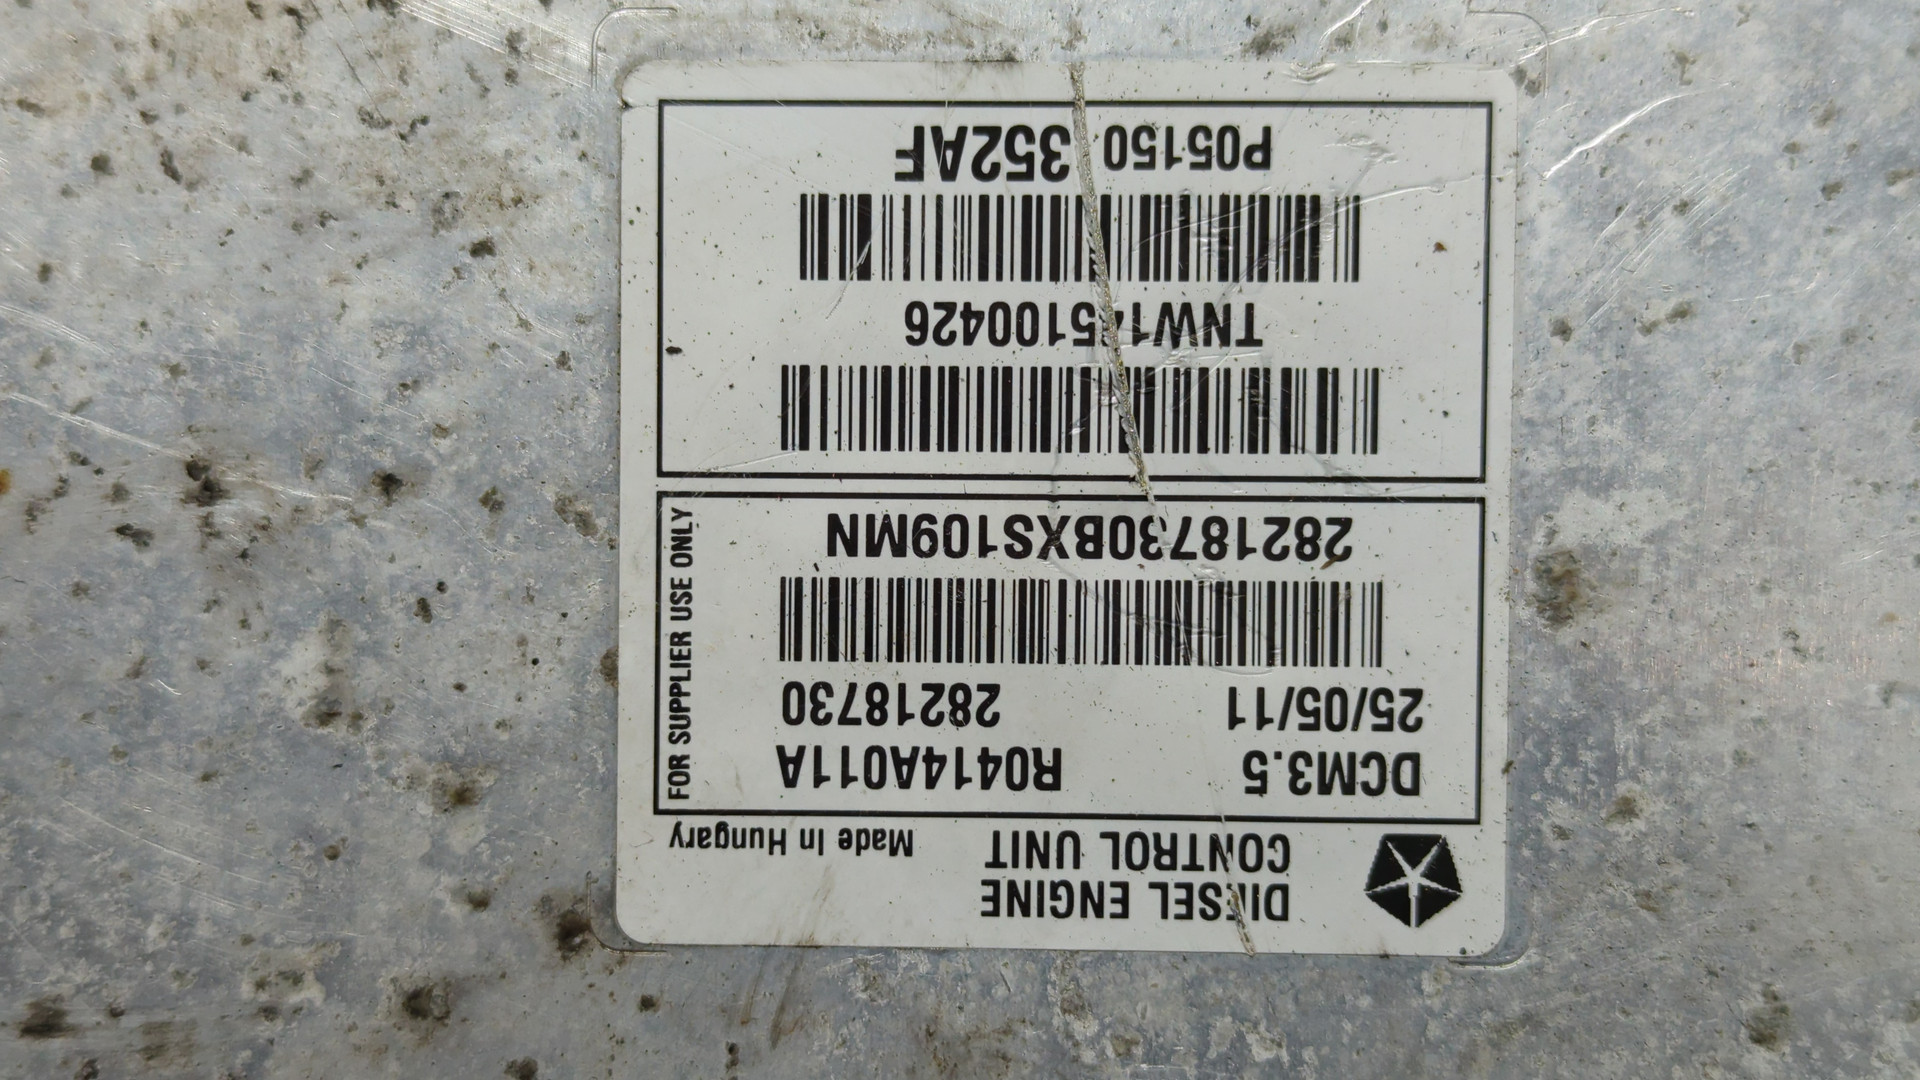 DIESEL ENGINE
CONTROL UNIT
Made In Hungary
DCM3.5 R0414A011A
25/05/11 28218730
28218730BXS109MN
FOR SUPPLIER USE ONLY
P05150 352AF